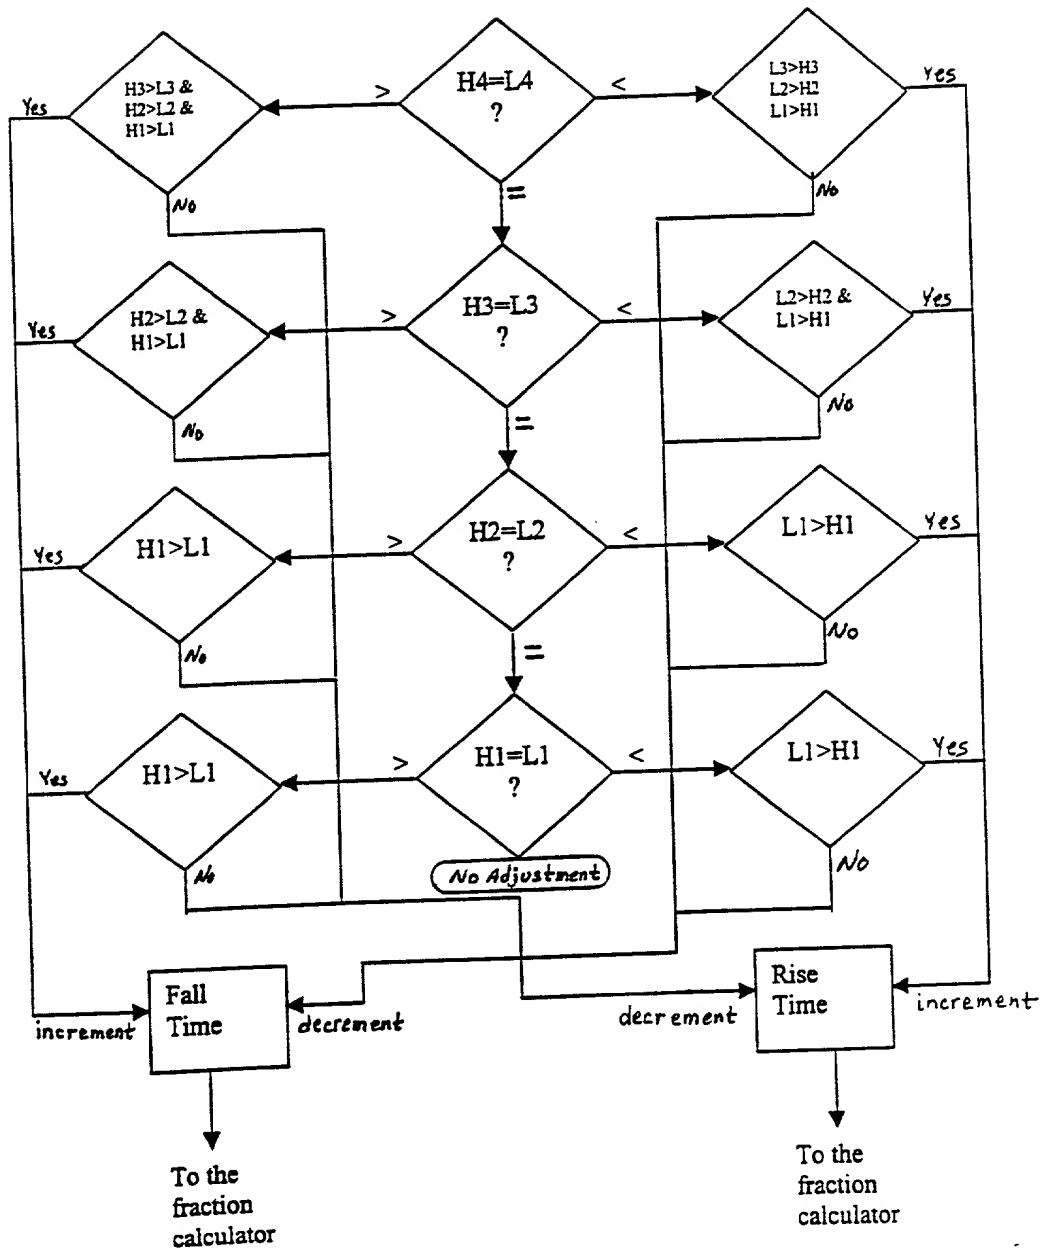 H3>L3 &
H2>L2 &
H1>L1
Yes
No
>
H4=L4
?
<
=
L3>H3
L2>H2
L1>H1
Yes
No
H2>L2 &
H1>L1
Yes
No
>
H3=L3
?
<
=
L2>H2 &
L1>H1
Yes
No
H1>L1
Yes
No
>
H2=L2
?
<
=
L1>H1
Yes
No
H1>L1
Yes
No
>
H1=L1
?
<
L1>H1
Yes
No
No Adjustment
Fall
Time
increment
decrement
Rise
Time
decrement
increment
To the
fraction
calculator
To the
fraction
calculator